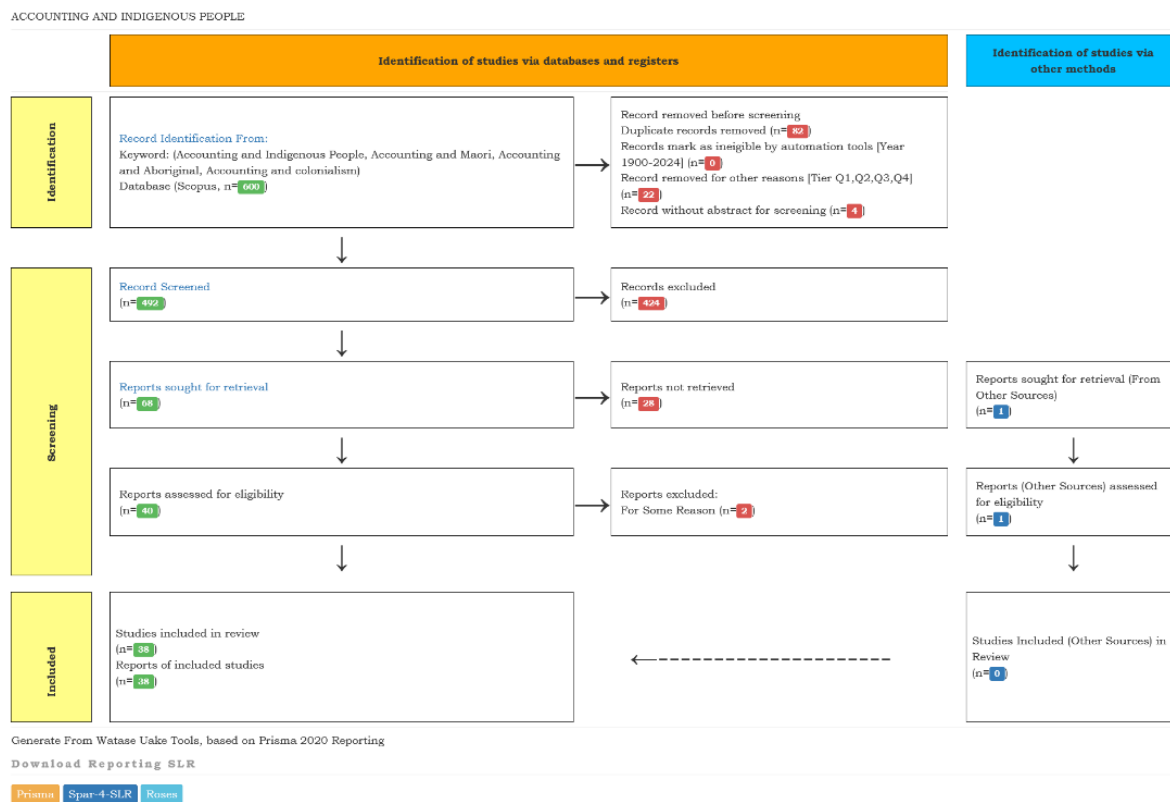 ACCOUNTING AND INDIGENOUS PEOPLE
Identification of studies via databases and registers
Identification of studies via
other methods
Identification
Record Identification From:
Keyword: (Accounting and Indigenous People, Accounting and Maori, Accounting
and Aboriginal, Accounting and colonialism)
Database (Scopus, n=600)
Record removed before screening
Duplicate records removed (n=82)
Records mark as ineigible by automation tools [Year
1900-2024] (n=0)
Record removed for other reasons [Tier Q1,Q2,Q3,Q4]
(n=22)
Record without abstract for screening (n=4)
Screening
Record Screened
(n=492)
Records excluded
(n=424)
Reports sought for retrieval
(n=68)
Reports not retrieved
(n=28)
Reports sought for retrieval (From
Other Sources)
(n=1)
Reports assessed for eligibility
(n=40)
Reports excluded:
For Some Reason (n=2)
Reports (Other Sources) assessed
for eligibility
(n=1)
Included
Studies included in review
(n=38)
Reports of included studies
(n=38)
Studies Included (Other Sources) in
Review
(n=0)
Generate From Watase Uake Tools, based on Prisma 2020 Reporting
Download Reporting SLR
Prisma Spar-4-SLR Roses